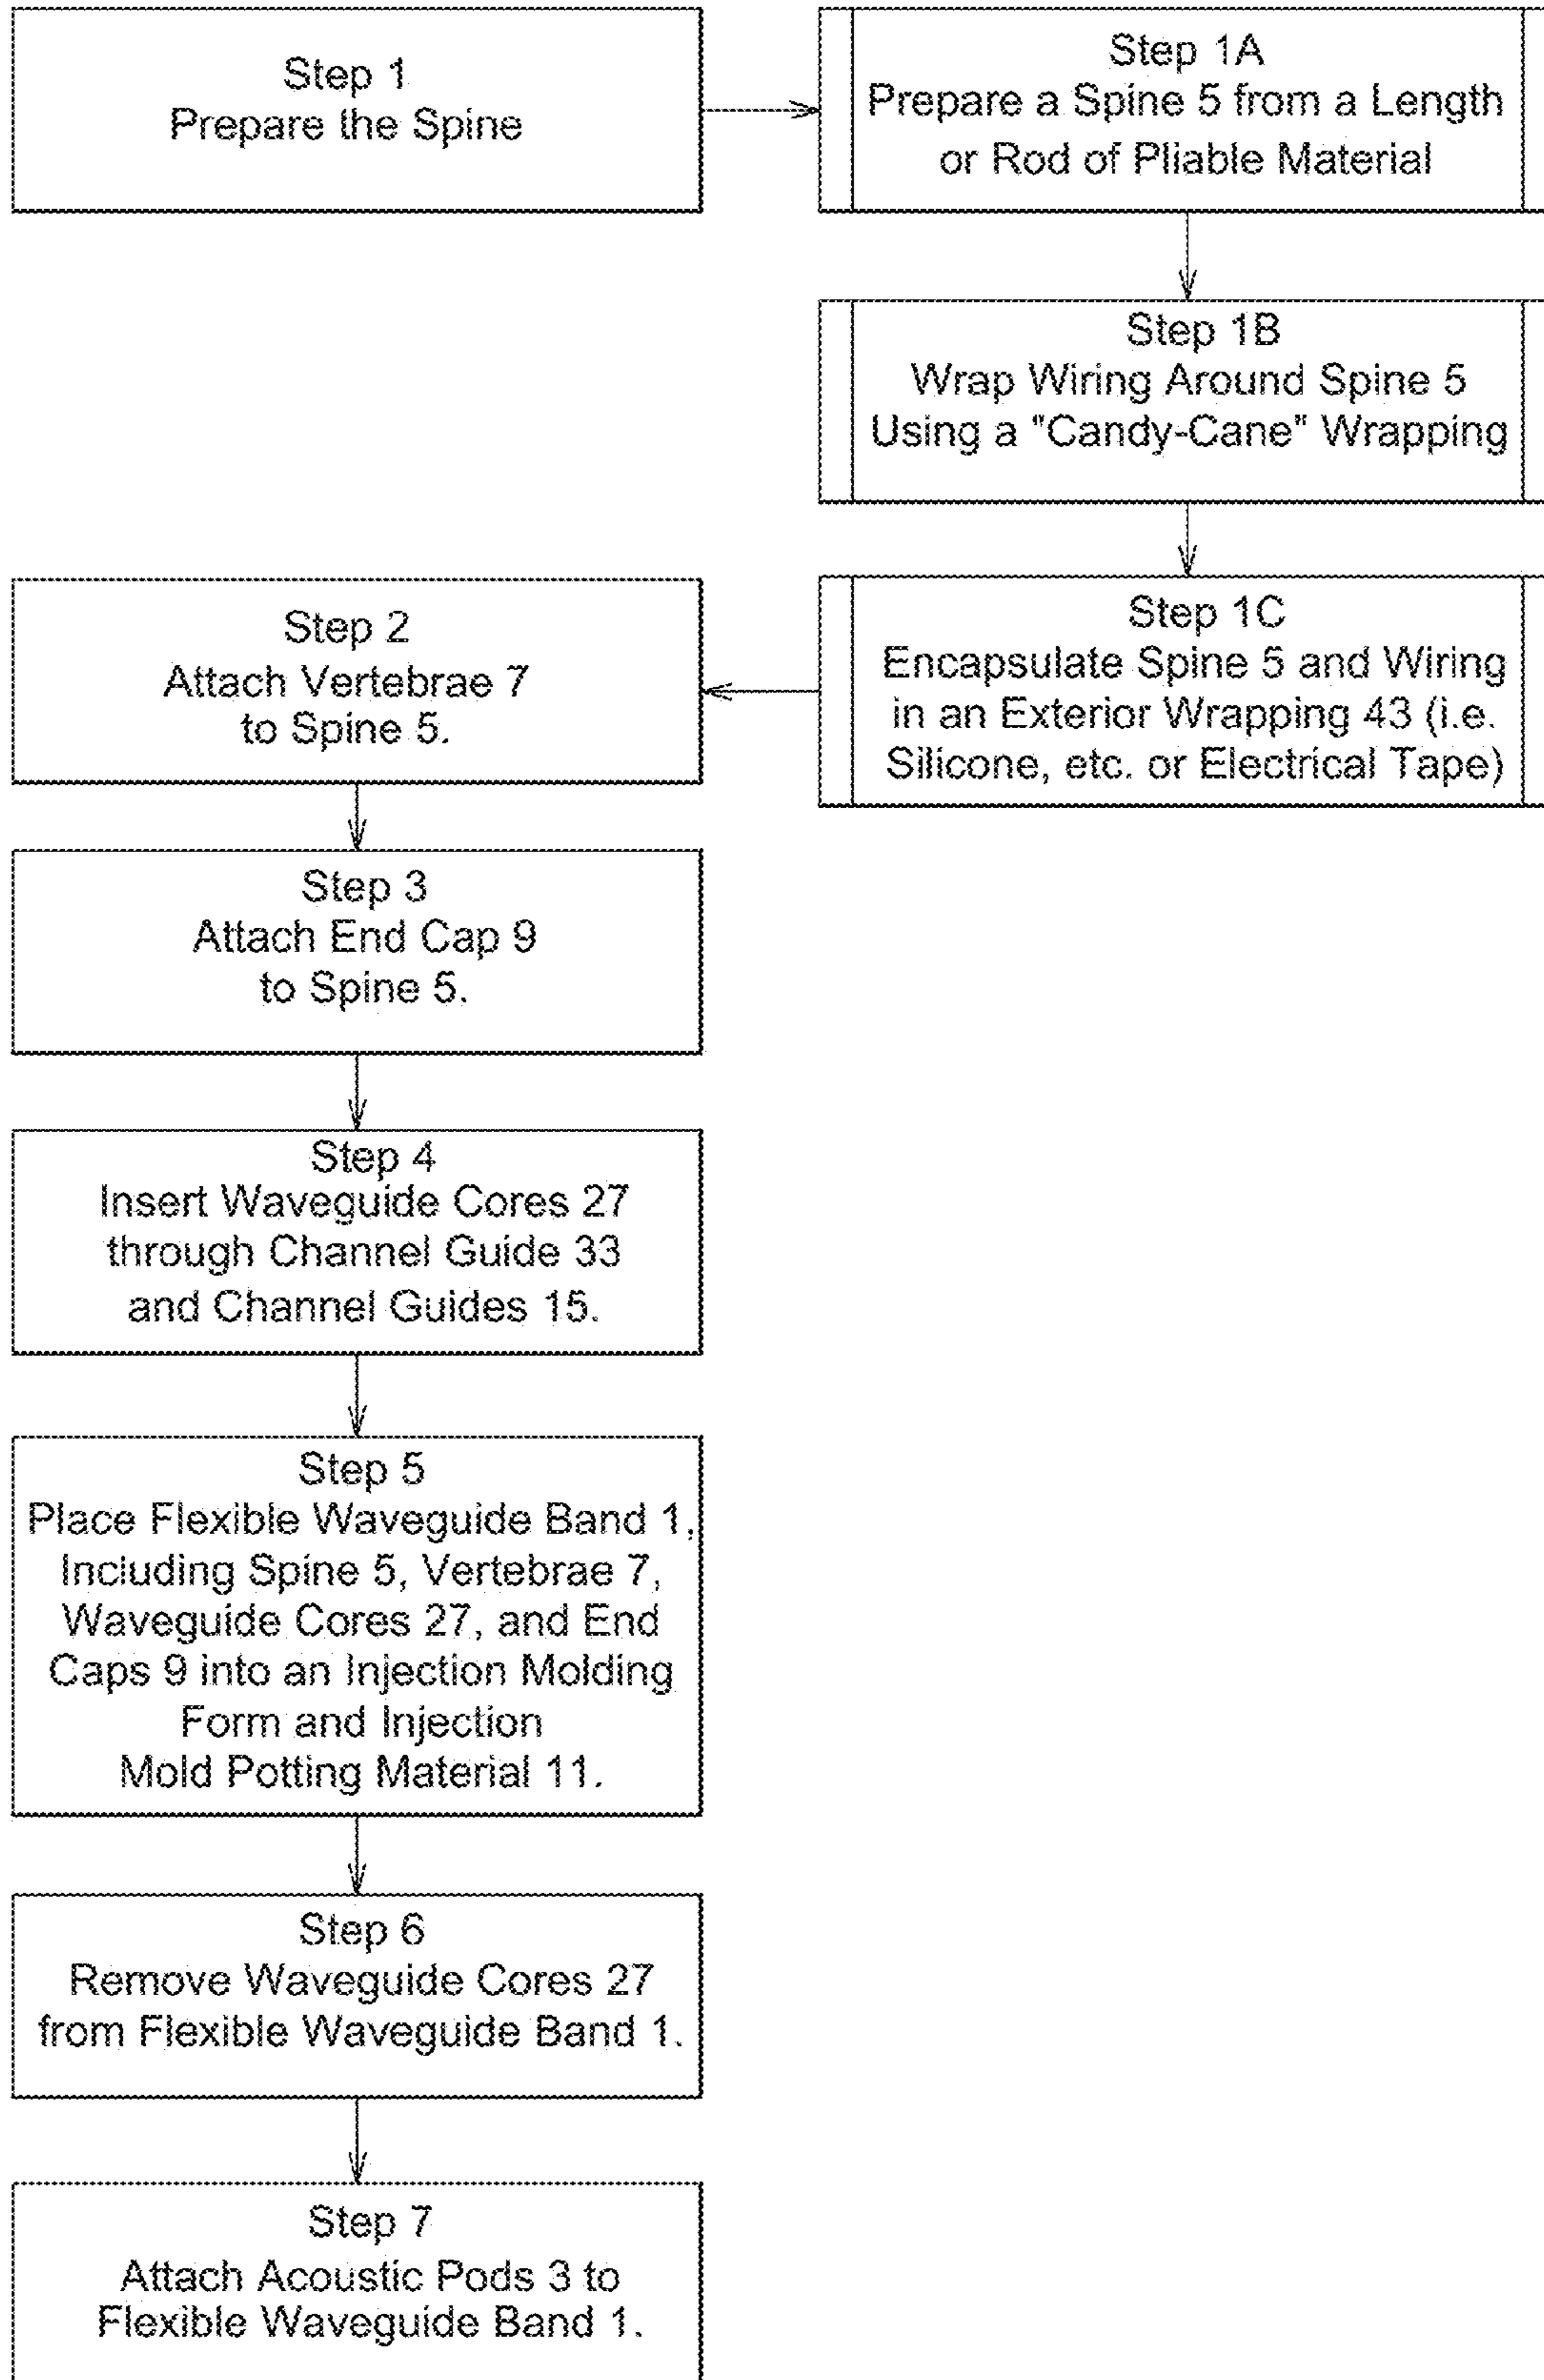 Step 1
Prepare the Spine
Step 1A
Prepare a Spine 5 from a Length
or Rod of Pliable Material
Step 1B
Wrap Wiring Around Spine 5
Using a "Candy-Cane" Wrapping
Step 1C
Encapsulate Spine 5 and Wiring
in an Exterior Wrapping 43 (i.e.
Silicone, etc. or Electrical Tape)
Step 2
Attach Vertebrae 7
to Spine 5.
Step 3
Attach End Cap 9
to Spine 5.
Step 4
Insert Waveguide Cores 27
through Channel Guide 33
and Channel Guides 15.
Step 5
Place Flexible Waveguide Band 1,
Including Spine 5, Vertebrae 7,
Waveguide Cores 27, and End
Caps 9 into an Injection Molding
Form and Injection
Mold Potting Material 11.
Step 6
Remove Waveguide Cores 27
from Flexible Waveguide Band 1.
Step 7
Attach Acoustic Pods 3 to
Flexible Waveguide Band 1.